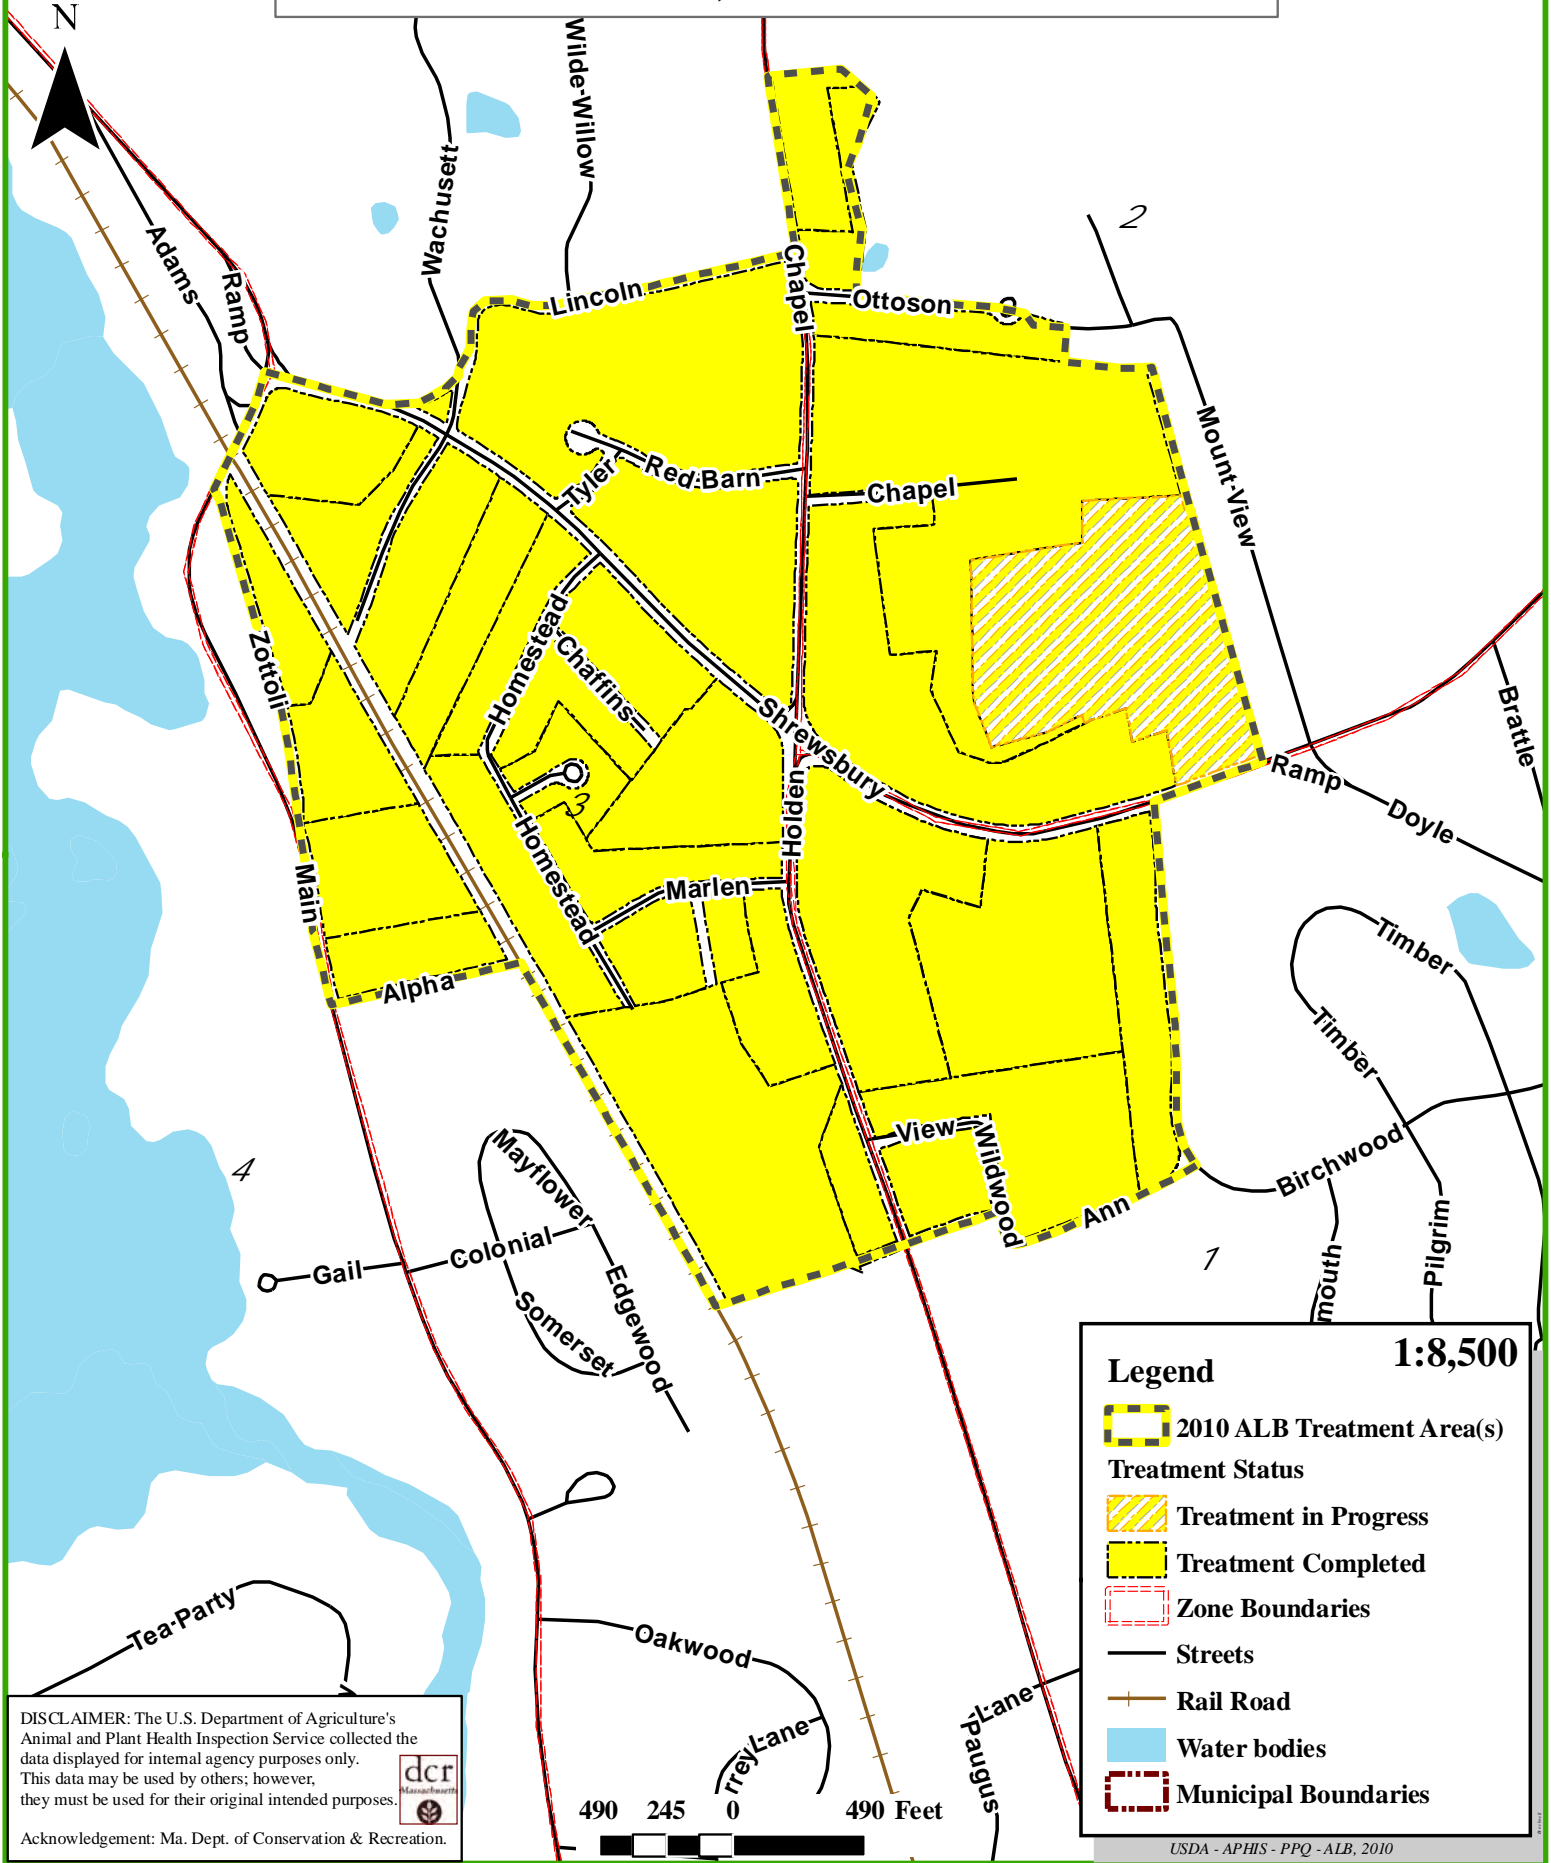 N
Wilde-Willow
Wachusett
2
Adams
Ramp
Chapel
Lincoln
Ottoson
Mount-View
Red-Barn
Tyler
Chapel
Homestead
Chaffins
Zottoli
Shrewsbury
Brattle
Ramp
Doyle
Holden
3
Homestead
Main
Marlen
Alpha
Timber
Timber
View
Wildwood
Ann
Birchwood
Mayflower
4
Colonial
Gail
1
Pilgrim
mouth
Edgewood
Somerset
Tea-Party
Oakwood
Lane
rrey
Lane
Paugus
1:8,500
Legend
2010 ALB Treatment Area(s)
Treatment Status
Treatment in Progress
Treatment Completed
Zone Boundaries
Streets
Rail Road
Water bodies
Municipal Boundaries
USDA - APHIS - PPQ - ALB, 2010
DISCLAIMER: The U.S. Department of Agriculture's
Animal and Plant Health Inspection Service collected the
data displayed for internal agency purposes only.
This data may be used by others; however,
they must be used for their original intended purposes.
Acknowledgement: Ma. Dept. of Conservation & Recreation.
dcr
Massachusetts
490 245 0 490 Feet